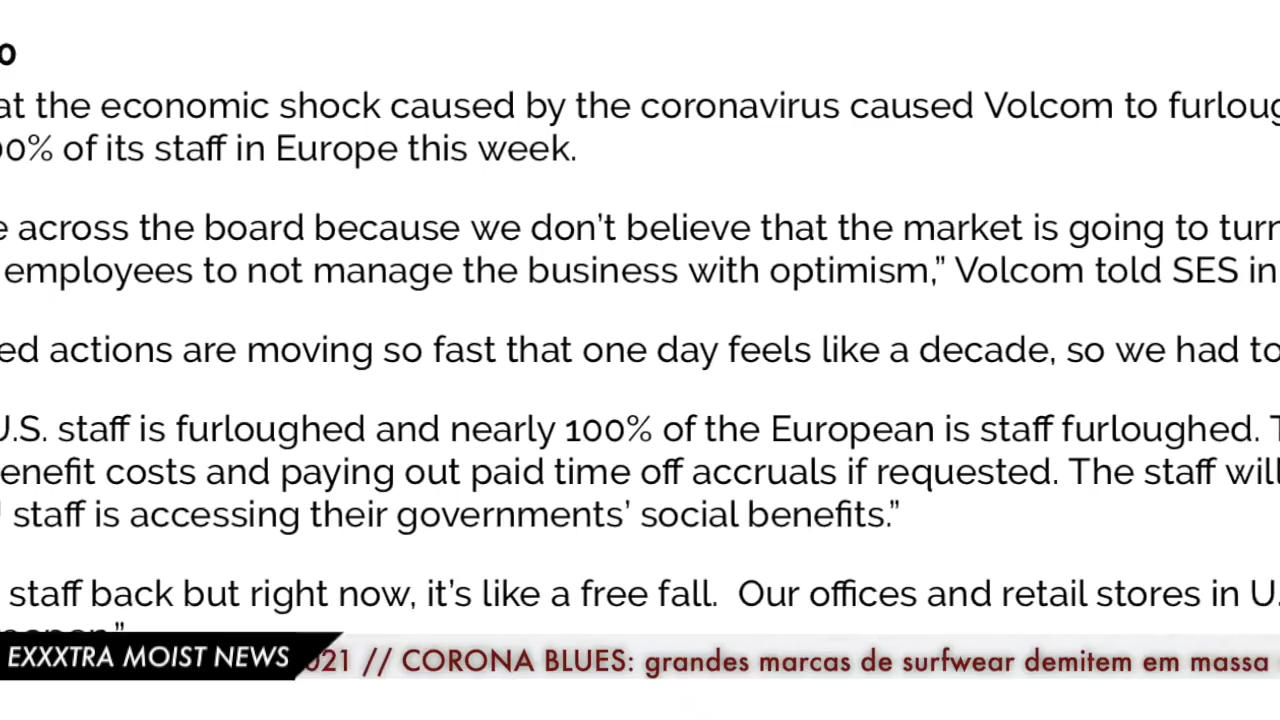 at the economic shock caused by the coronavirus caused Volcom to
% of its staff in Europe this week.
across the board because we don't believe that the market is going to turn
employees to not manage the business with optimism,” Volcom told SES in
actions are moving so fast that one day feels like a decade, so we had to
U.S. staff is furloughed and nearly 100% of the European is staff furloughed.
costs and paying out paid time off accruals if requested. The staff will
staff is accessing their governments’ social benefits.”
staff back but right now, it’s like a free fall. Our offices and retail stores in
EXXXTRA MOIST NEWS
21 // CORONA BLUES: grandes marcas de surfwear demitem em massa